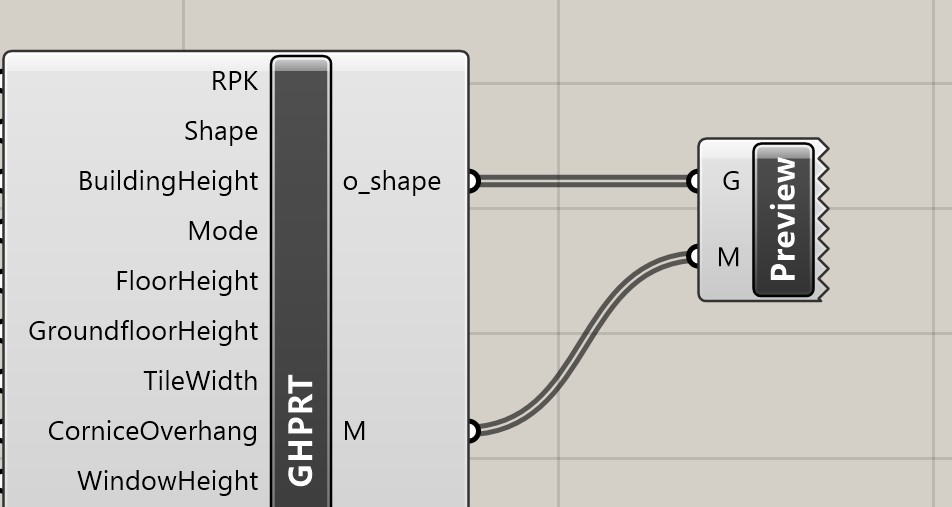 RPK
Shape
BuildingHeight
Mode
FloorHeight
GroundfloorHeight
TileWidth
CorniceOverhang
WindowHeight
GHPRT
o_shape
M
G
M
Preview